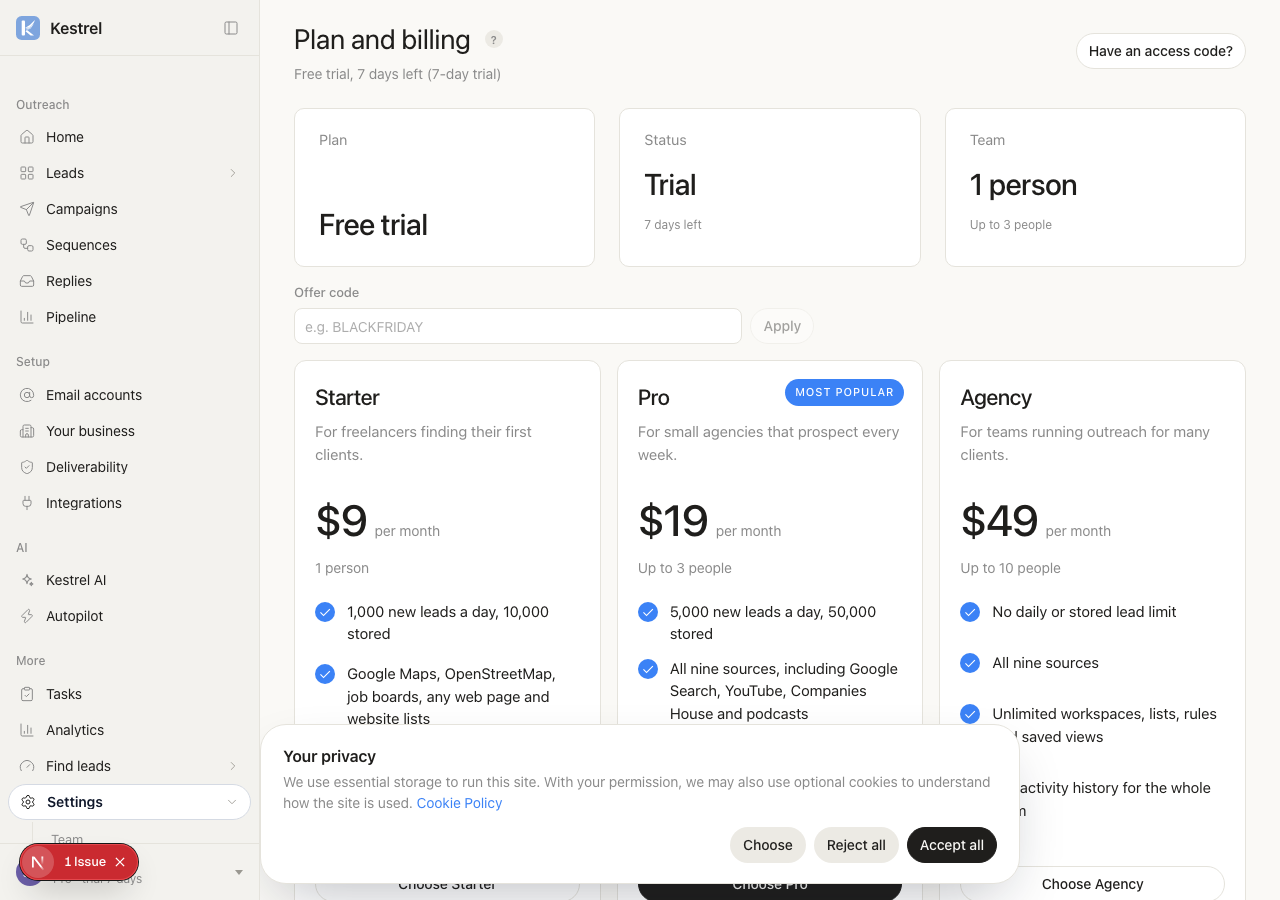 Kestrel
Outreach
Home
Leads
Campaigns
Sequences
Replies
Pipeline
Setup
Email accounts
Your business
Deliverability
Integrations
AI
Kestrel AI
Autopilot
More
Tasks
Analytics
Find leads
Settings
Team
N
1 Issue
Plan and billing
?
Free trial, 7 days left (7-day trial)
Have an access code?
Plan
Free trial
Status
Trial
7 days left
Team
1 person
Up to 3 people
Offer code
e.g. BLACKFRIDAY
Apply
Starter
For freelancers finding their first
clients.
$9 per month
1 person
1,000 new leads a day, 10,000
stored
Google Maps, OpenStreetMap,
job boards, any web page and
website lists
Choose Starter
Pro
MOST POPULAR
For small agencies that prospect every
week.
$19 per month
Up to 3 people
5,000 new leads a day, 50,000
stored
All nine sources, including Google
Search, YouTube, Companies
House and podcasts
Choose Pro
Agency
For teams running outreach for many
clients.
$49 per month
Up to 10 people
No daily or stored lead limit
All nine sources
Unlimited workspaces, lists, rules
saved views
activity history for the whole
Choose Agency
Your privacy
We use essential storage to run this site. With your permission, we may also use optional cookies to understand
how the site is used. Cookie Policy
Choose
Reject all
Accept all